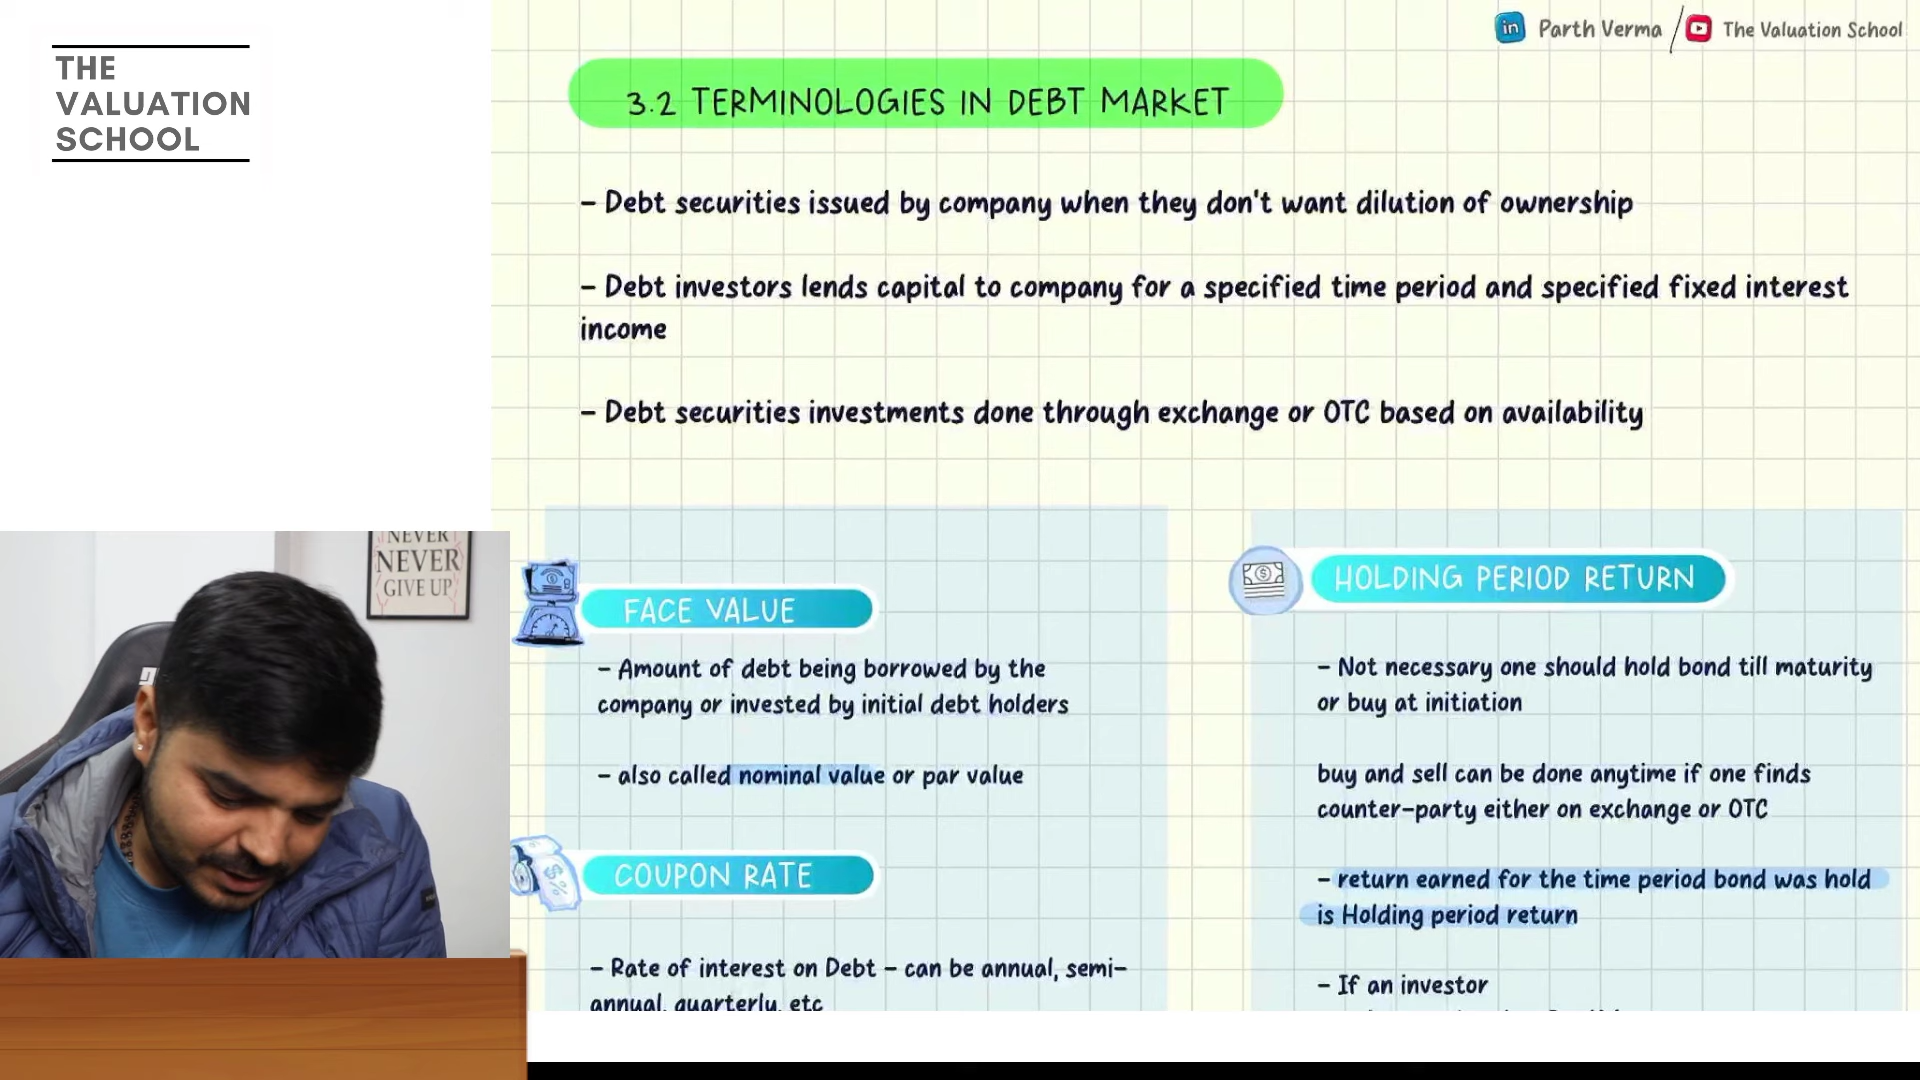 THE
VALUATION
SCHOOL
Parth Verma / The Valuation School
3.2 TERMINOLOGIES IN DEBT MARKET
- Debt securities issued by company when they don't want dilution of ownership
- Debt investors lends capital to company for a specified time period and specified fixed interest
income
- Debt securities investments done through exchange or OTC based on availability
NEVER
NEVER
GIVE UP
FACE VALUE
- Amount of debt being borrowed by the
company or invested by initial debt holders
- also called nominal value or par value
COUPON RATE
- Rate of interest on Debt - can be annual, semi-
annual, quarterly, etc
HOLDING PERIOD RETURN
- Not necessary one should hold bond till maturity
or buy at initiation
buy and sell can be done anytime if one finds
counter-party either on exchange or OTC
- return earned for the time period bond was hold
is Holding period return
- If an investor